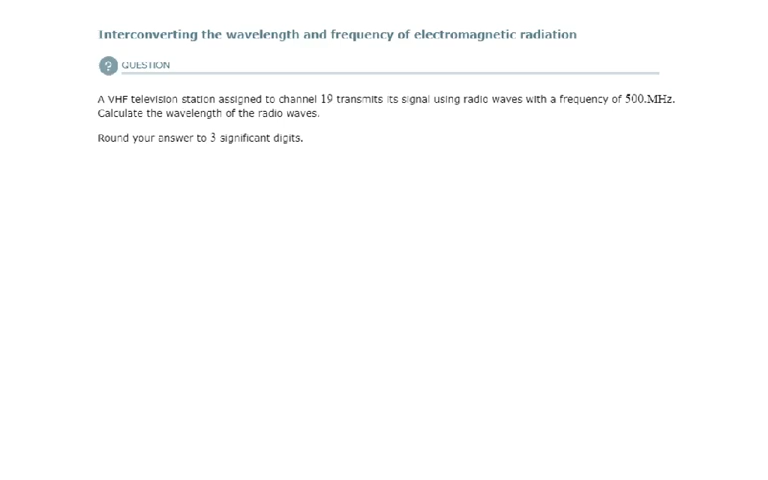 Interconverting the wavelength and frequency of electromagnetic radiation
? QUESTION
A VHF television station assigned to channel 19 transmits its signal using radio waves with a frequency of 500.MHz.
Calculate the wavelength of the radio waves.
Round your answer to 3 significant digits.